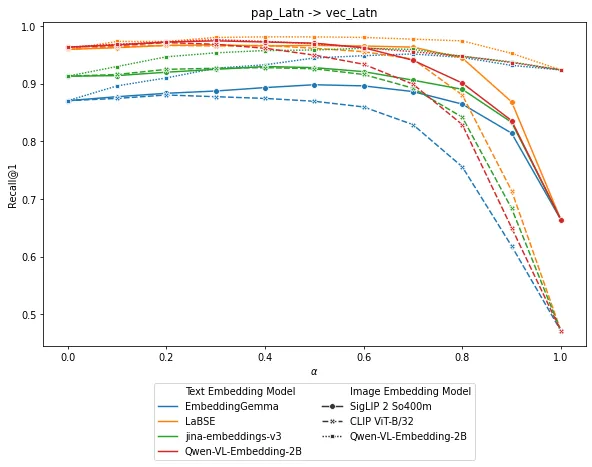 pap_Latn -> vec_Latn
1.0
0.9
0.8
0.7
0.6
0.5
Recall@1
0.0 0.2 0.4 0.6 0.8 1.0
α
Text Embedding Model Image Embedding Model
EmbeddingGemma SigLIP 2 So400m
LaBSE CLIP ViT-B/32
jina-embeddings-v3 Qwen-VL-Embedding-2B
Qwen-VL-Embedding-2B